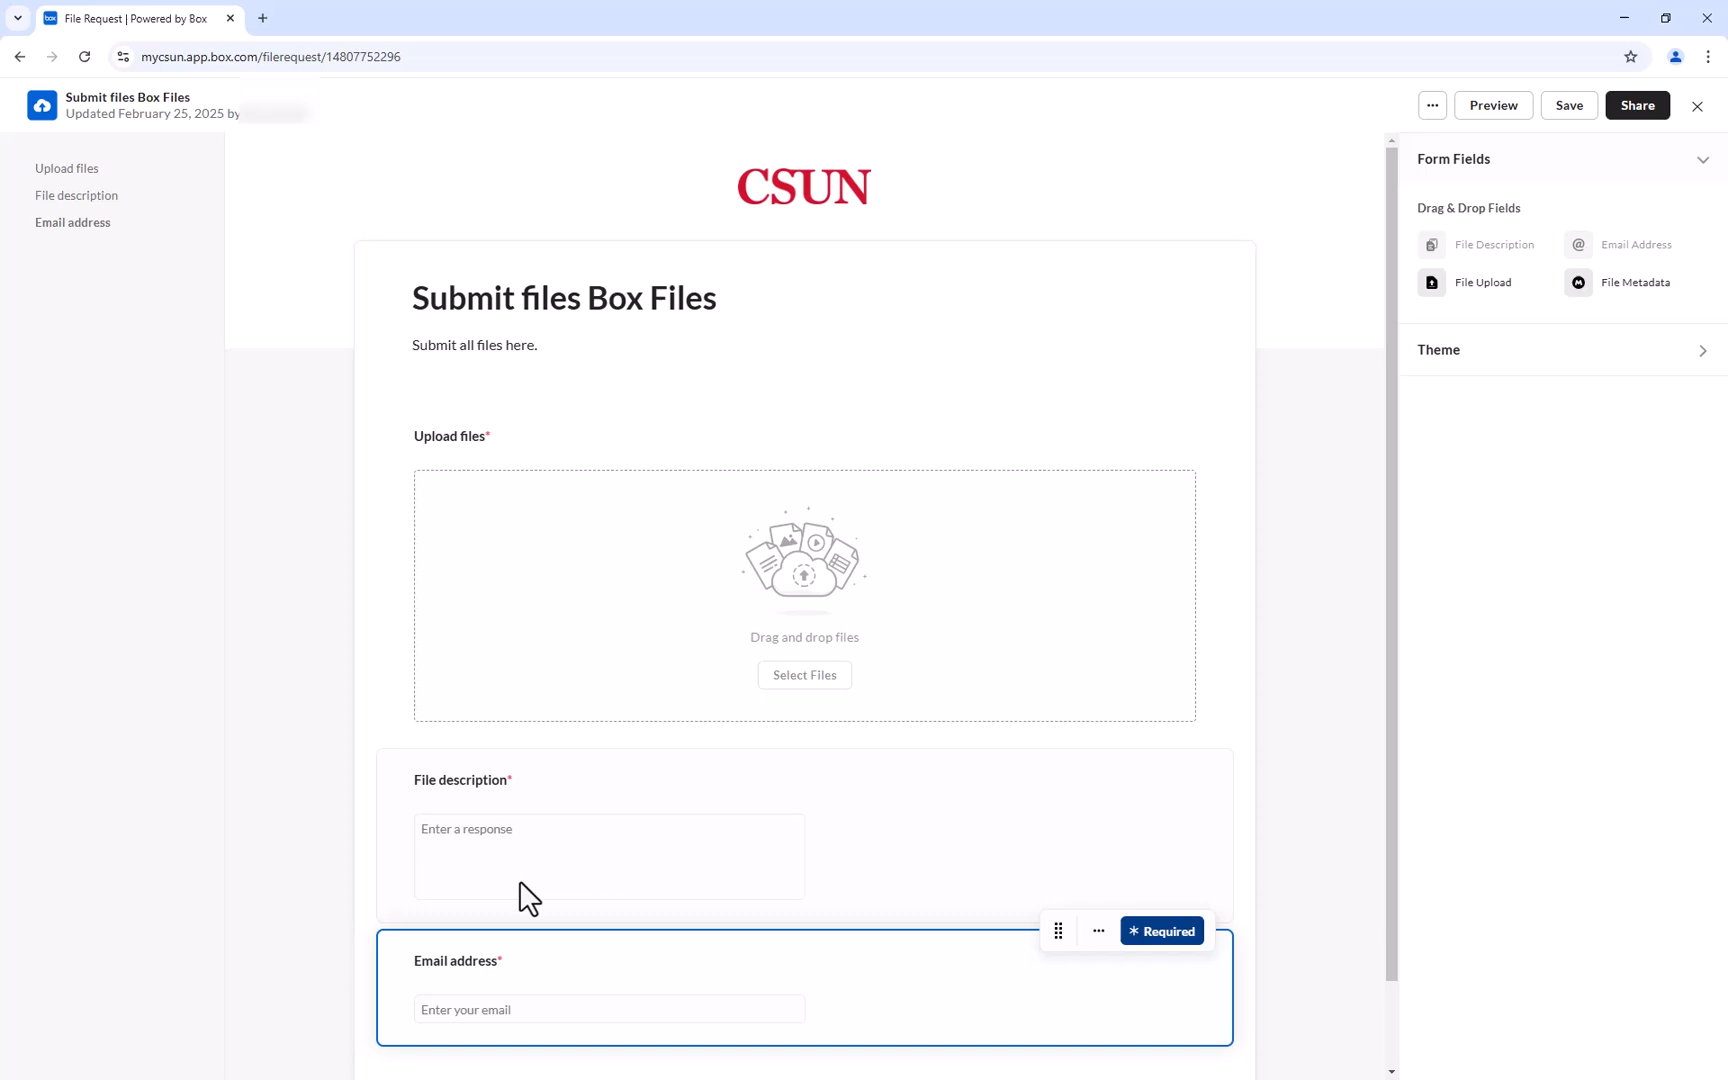 File Request | Powered by Box
mycsun.app.box.com/filerequest/14807752296
Submit files Box Files
Updated February 25, 2025 by
Preview
Save
Share
Upload files
File description
Email address
CSUN
Submit files Box Files
Submit all files here.
Upload files*
Drag and drop files
Select Files
File description*
Enter a response
* Required
Email address*
Enter your email
Form Fields
Drag & Drop Fields
File Description
Email Address
File Upload
File Metadata
Theme